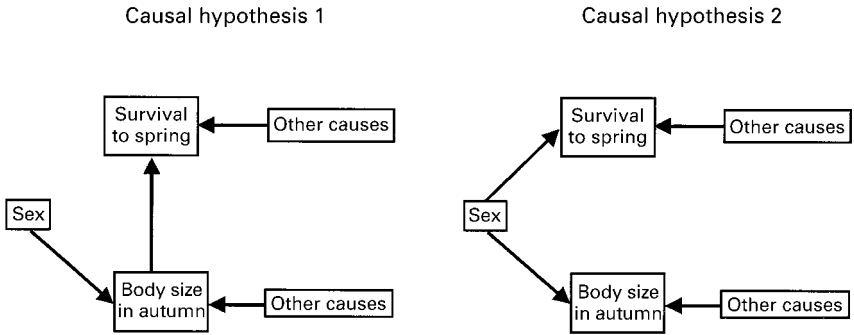 Causal hypothesis 1
Causal hypothesis 2
Survival
to spring
Other causes
Sex
Body size
in autumn
Other causes
Survival
to spring
Other causes
Sex
Body size
in autumn
Other causes